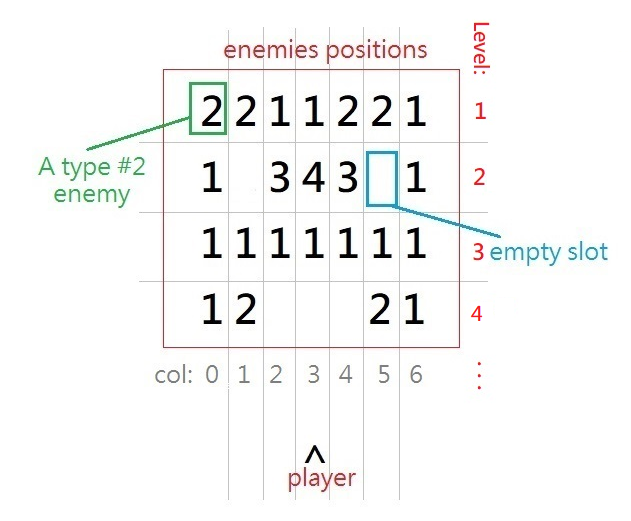 enemies positions
Level:
2 2 1 1 2 2 1
1
A type #2
enemy
1 3 4 3 1
2
1 1 1 1 1 1 1
3
empty slot
1 2 2 1
4
col: 0 1 2 3 4 5 6
...
^
player